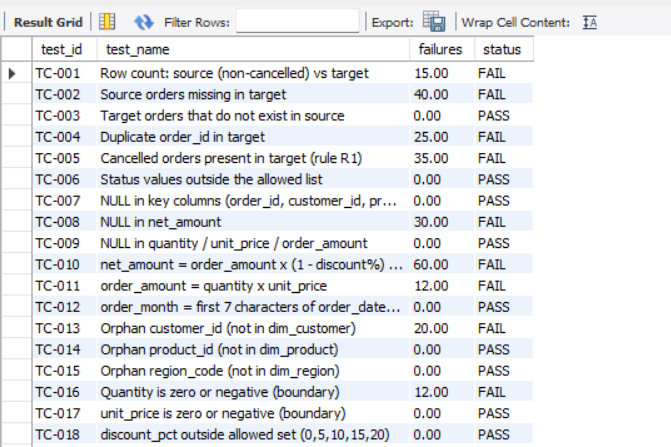 Result Grid Filter Rows: Export: Wrap Cell Content: IA
test_id test_name failures status
TC-001 Row count: source (non-cancelled) vs target 15.00 FAIL
TC-002 Source orders missing in target 40.00 FAIL
TC-003 Target orders that do not exist in source 0.00 PASS
TC-004 Duplicate order_id in target 25.00 FAIL
TC-005 Cancelled orders present in target (rule R1) 35.00 FAIL
TC-006 Status values outside the allowed list 0.00 PASS
TC-007 NULL in key columns (order_id, customer_id, pr... 0.00 PASS
TC-008 NULL in net_amount 30.00 FAIL
TC-009 NULL in quantity / unit_price / order_amount 0.00 PASS
TC-010 net_amount = order_amount x (1 - discount%) ... 60.00 FAIL
TC-011 order_amount = quantity x unit_price 12.00 FAIL
TC-012 order_month = first 7 characters of order_date... 0.00 PASS
TC-013 Orphan customer_id (not in dim_customer) 20.00 FAIL
TC-014 Orphan product_id (not in dim_product) 0.00 PASS
TC-015 Orphan region_code (not in dim_region) 0.00 PASS
TC-016 Quantity is zero or negative (boundary) 12.00 FAIL
TC-017 unit_price is zero or negative (boundary) 0.00 PASS
TC-018 discount_pct outside allowed set (0,5,10,15,20) 0.00 PASS